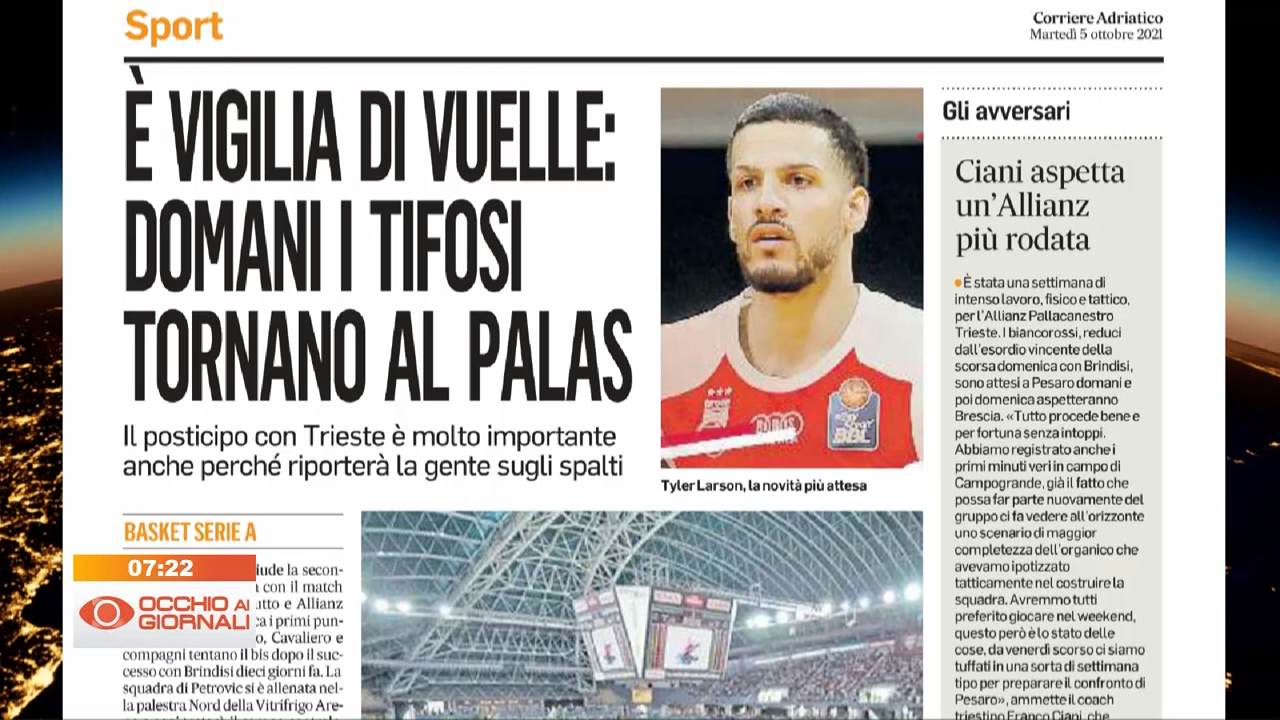 Sport
Corriere Adriatico
Martedì 5 ottobre 2021
È VIGILIA DI VUELLE:
DOMANI I TIFOSI
TORNANO AL PALAS
Il posticipo con Trieste è molto importante
anche perché riporterà la gente sugli spalti
Tyler Larson, la novità più attesa
BASKET SERIE A
iude la secon-
a con il match
utto e Allianz
ca i primi pun-
o, Cavaliero e
compagni tentano il bis dopo il suc-
cesso con Brindisi dieci giorni fa. La
squadra di Petrovic si è allenata nel-
la palestra Nord della Vitrifrigo Are-
07:22
OCCHIO AI
GIORNALI
Gli avversari
Ciani aspetta
un'Allianz
più rodata
È stata una settimana di
intenso lavoro, fisico e tattico,
per l'Allianz Pallacanestro
Trieste. I biancorossi, reduci
dall'esordio vincente della
scorsa domenica con Brindisi,
sono attesi a Pesaro domani e
poi domenica aspetteranno
Brescia. «Tutto procede bene e
per fortuna senza intoppi.
Abbiamo registrato anche i
primi minuti veri in campo di
Campogrande, già il fatto che
possa far parte nuovamente del
gruppo ci fa vedere all'orizzonte
uno scenario di maggior
completezza dell'organico che
avevamo ipotizzato
tatticamente nel costruire la
squadra. Avremmo tutti
preferito giocare nel weekend,
questo però è lo stato delle
cose, da venerdì scorso ci siamo
tuffati in una sorta di settimana
tipo per preparare il confronto di
Pesaro», ammette il coach
triestino Franco Ciani, che
BBL